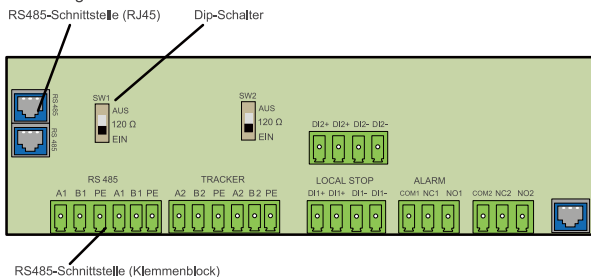 RS485-Schnittstelle (RJ45) Dip-Schalter
RS 485
RS 485
SW1
AUS
120 Ω
EIN
SW2
AUS
120 Ω
EIN
DI2+ DI2+ DI2- DI2-
RS 485 TRACKER LOCAL STOP ALARM
A1 B1 PE A1 B1 PE A2 B2 PE A2 B2 PE DI1+ DI1+ DI1- DI1- COM1 NC1 NO1 COM2 NC2 NO2
RS485-Schnittstelle (Klemmenblock)